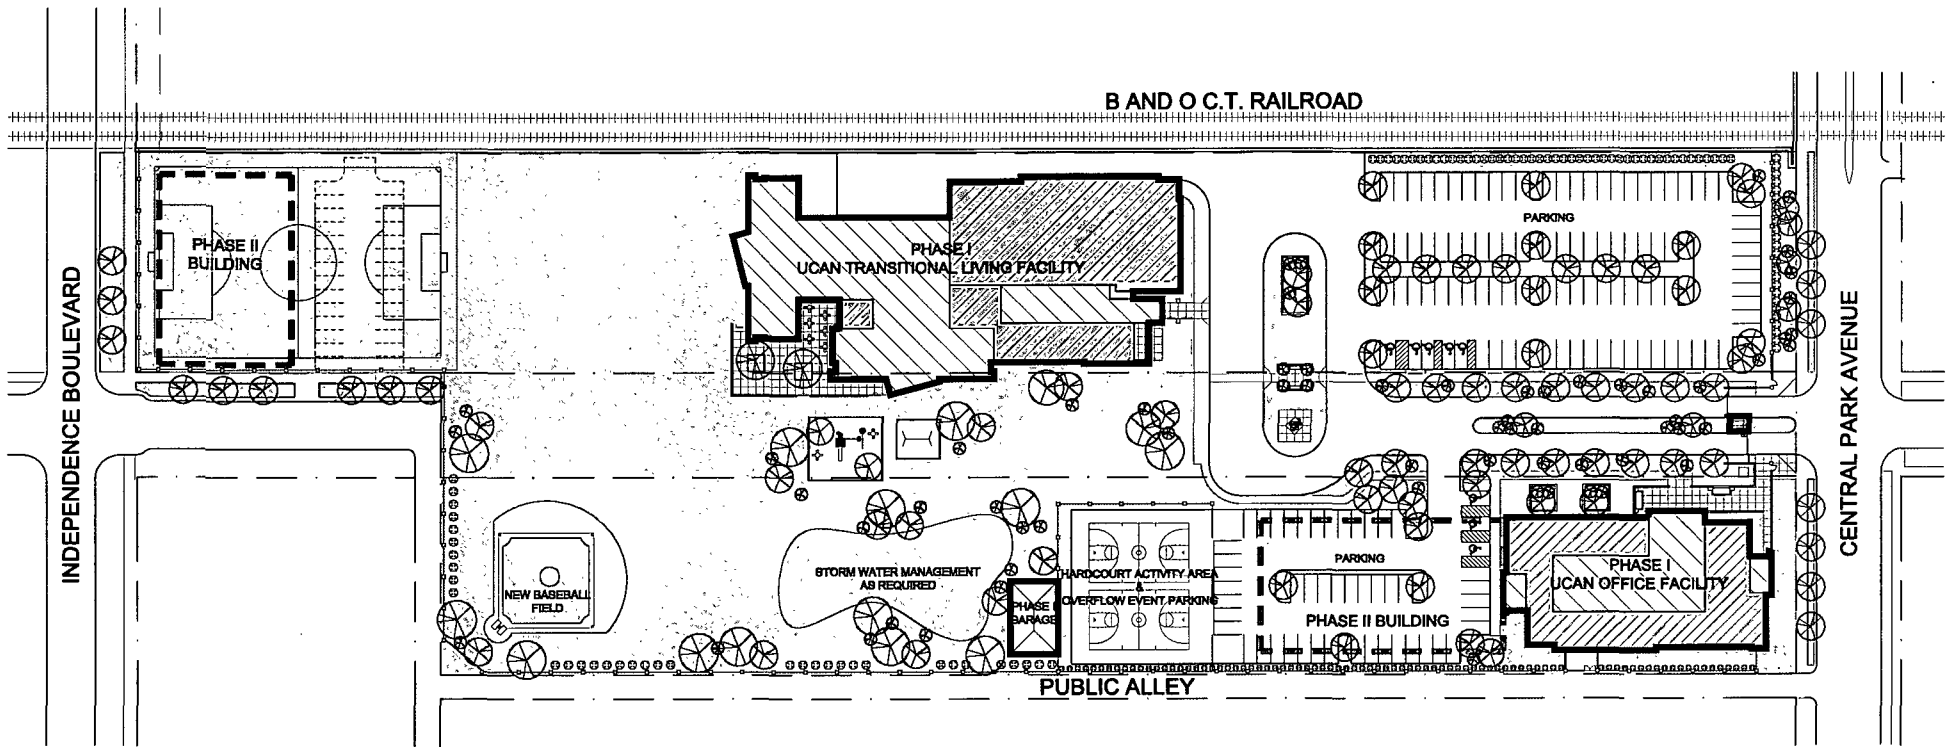 B AND O C.T. RAILROAD
INDEPENDENCE BOULEVARD
PHASE II
BUILDING
PHASE I
UCAN TRANSITIONAL LIVING FACILITY
PARKING
CENTRAL PARK AVENUE
NEW BASEBALL
FIELD
STORM WATER MANAGEMENT
AS REQUIRED
PHASE I
GARAGE
HARDCOURT ACTIVITY AREA
&
OVERFLOW EVENT PARKING
PARKING
PHASE II BUILDING
PHASE I
UCAN OFFICE FACILITY
PUBLIC ALLEY